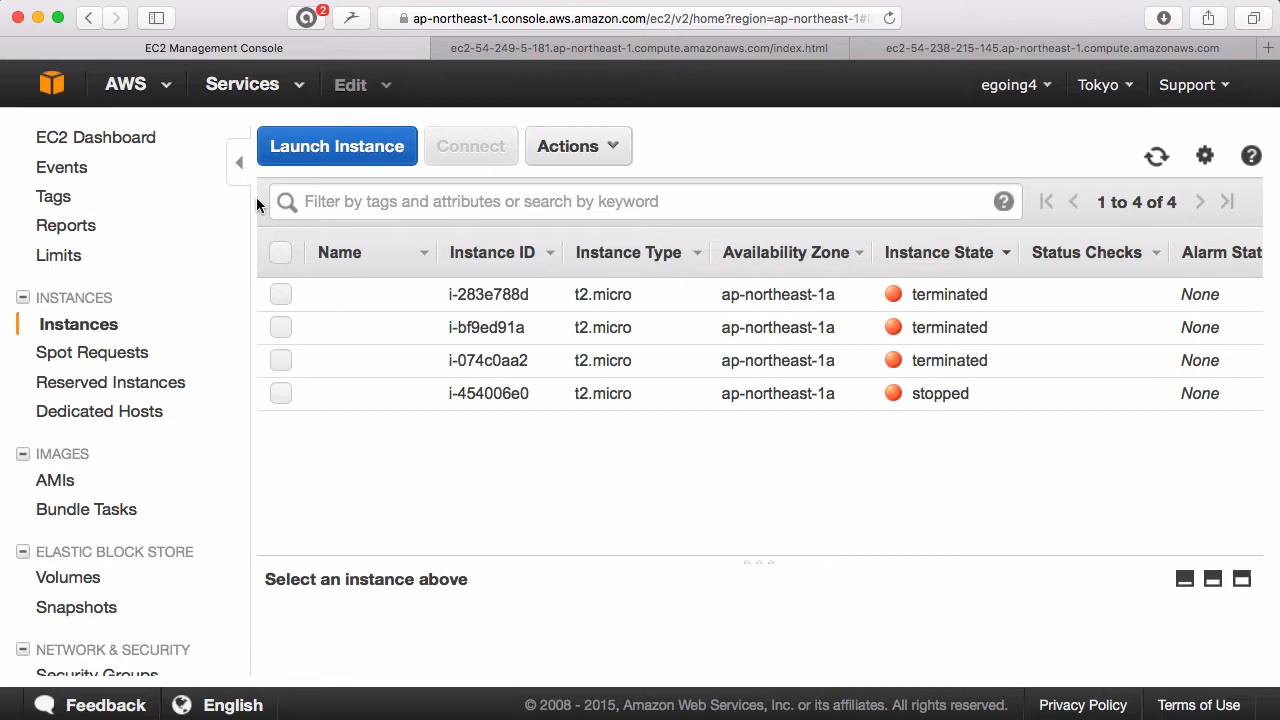 2
ap-northeast-1.console.aws.amazon.com/ec2/v2/home?region=ap-northeast-1#
EC2 Management Console
ec2-54-249-5-181.ap-northeast-1.compute.amazonaws.com/index.html
ec2-54-238-215-145.ap-northeast-1.compute.amazonaws.com
AWS Services Edit egoing4 Tokyo Support
EC2 Dashboard
Events
Tags
Reports
Limits
INSTANCES
Instances
Spot Requests
Reserved Instances
Dedicated Hosts
IMAGES
AMIs
Bundle Tasks
ELASTIC BLOCK STORE
Volumes
Snapshots
NETWORK & SECURITY
Security Groups
Launch Instance Connect Actions
Filter by tags and attributes or search by keyword
1 to 4 of 4
Name Instance ID Instance Type Availability Zone Instance State Status Checks Alarm Stat
i-283e788d t2.micro ap-northeast-1a terminated None
i-bf9ed91a t2.micro ap-northeast-1a terminated None
i-074c0aa2 t2.micro ap-northeast-1a terminated None
i-454006e0 t2.micro ap-northeast-1a stopped None
Select an instance above
Feedback English © 2008 - 2015, Amazon Web Services, Inc. or its affiliates. All rights reserved. Privacy Policy Terms of Use